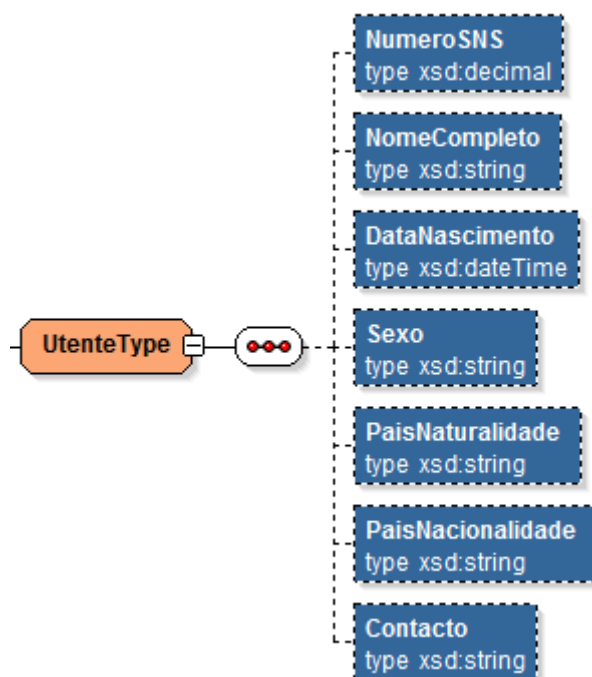 NumeroSNS
type xsd:decimal
NomeCompleto
type xsd:string
DataNascimento
type xsd:dateTime
UtenteType
Sexo
type xsd:string
PaisNaturalidade
type xsd:string
PaisNacionalidade
type xsd:string
Contacto
type xsd:string